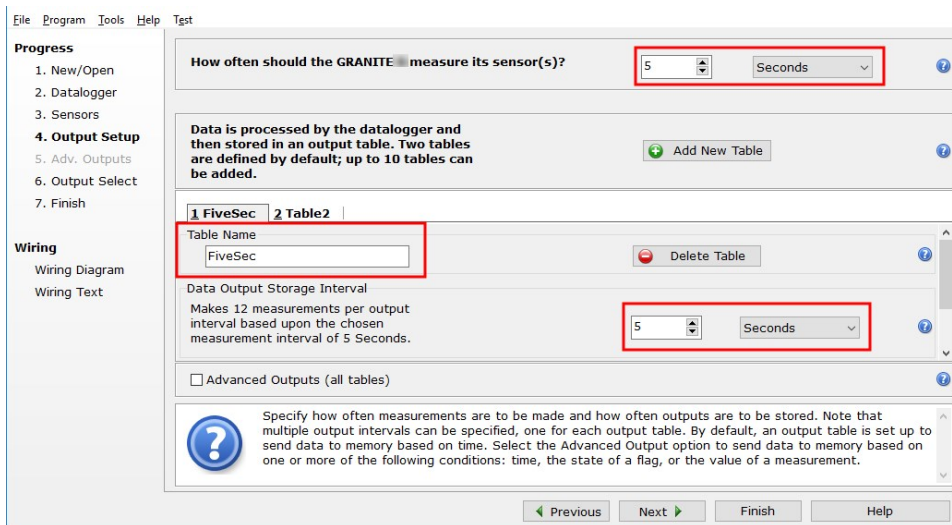 File Program Tools Help Test
Progress
1. New/Open
2. Datalogger
3. Sensors
4. Output Setup
5. Adv. Outputs
6. Output Select
7. Finish
Wiring
Wiring Diagram
Wiring Text
How often should the GRANITE measure its sensor(s)?
5 Seconds
Data is processed by the datalogger and
then stored in an output table. Two tables
are defined by default; up to 10 tables can
be added.
Add New Table
1 FiveSec 2 Table2
Table Name
FiveSec
Delete Table
Data Output Storage Interval
Makes 12 measurements per output
interval based upon the chosen
measurement interval of 5 Seconds.
5 Seconds
Advanced Outputs (all tables)
Specify how often measurements are to be made and how often outputs are to be stored. Note that
multiple output intervals can be specified, one for each output table. By default, an output table is set up to
send data to memory based on time. Select the Advanced Output option to send data to memory based on
one or more of the following conditions: time, the state of a flag, or the value of a measurement.
Previous Next Finish Help